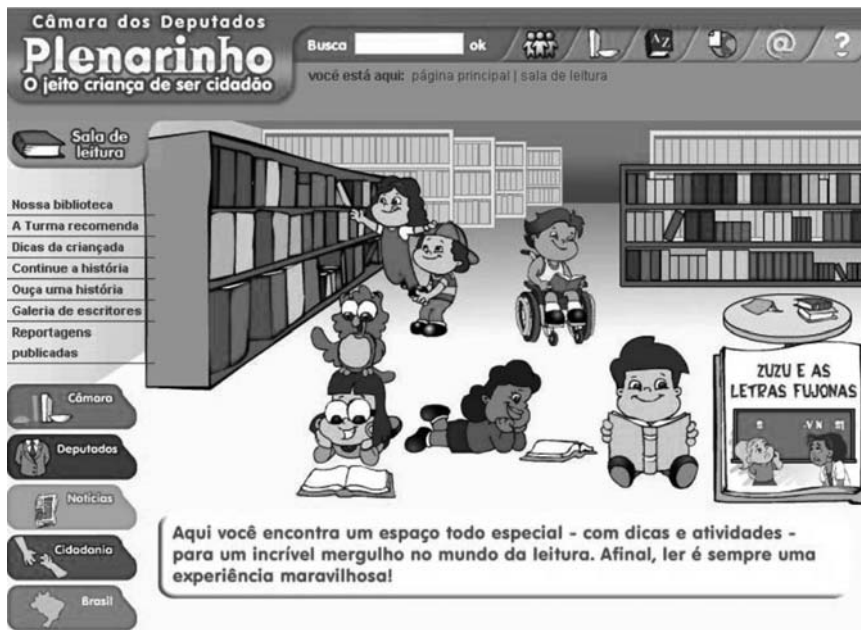 Câmara dos Deputados
Plenarinho
O jeito criança de ser cidadão
Busca
ok
AZ
@
?
você está aqui: página principal | sala de leitura
Sala de
leitura
Nossa biblioteca
A Turma recomenda
Dicas da criançada
Continue a história
Ouça uma história
Galeria de escritores
Reportagens
publicadas
Câmara
Deputados
Notícias
Cidadania
Brasil
ZUZU E AS
LETRAS FUJONAS
Aqui você encontra um espaço todo especial - com dicas e atividades -
para um incrível mergulho no mundo da leitura. Afinal, ler é sempre uma
experiência maravilhosa!